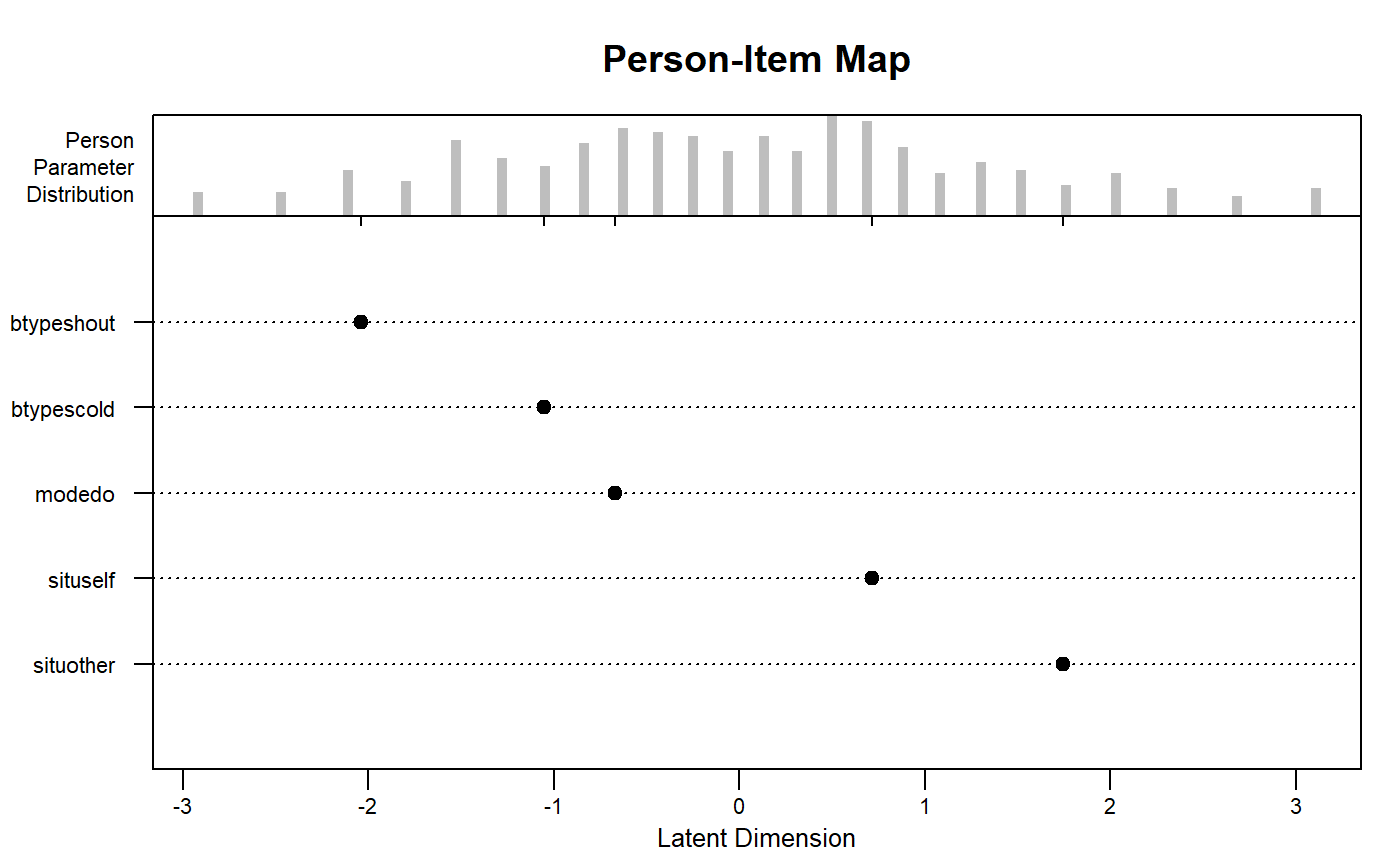 Person-Item Map
Person
Parameter
Distribution
btypeshout
btypescold
modedo
situself
situother
-3 -2 -1 0 1 2 3
Latent Dimension